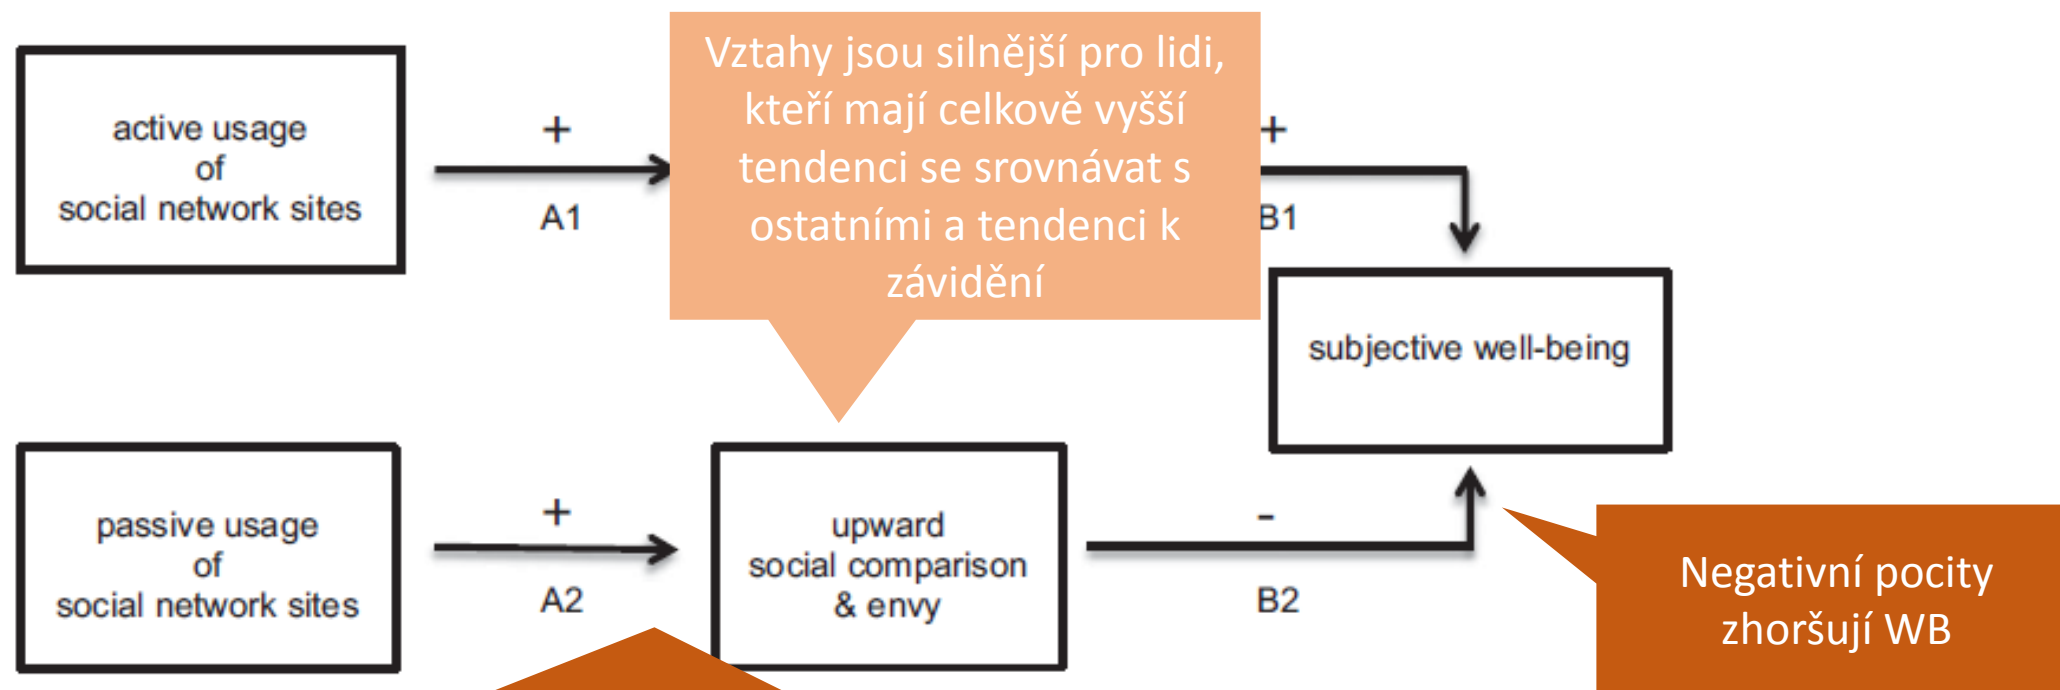 active usage
of
social network sites
+
A1
Vztahy jsou silnější pro lidi,
kteří mají celkově vyšší
tendenci se srovnávat s
ostatními a tendenci k
závidění
+
B1
subjective well-being
passive usage
of
social network sites
+
A2
upward
social comparison
& envy
-
B2
Negativní pocity
zhoršují WB